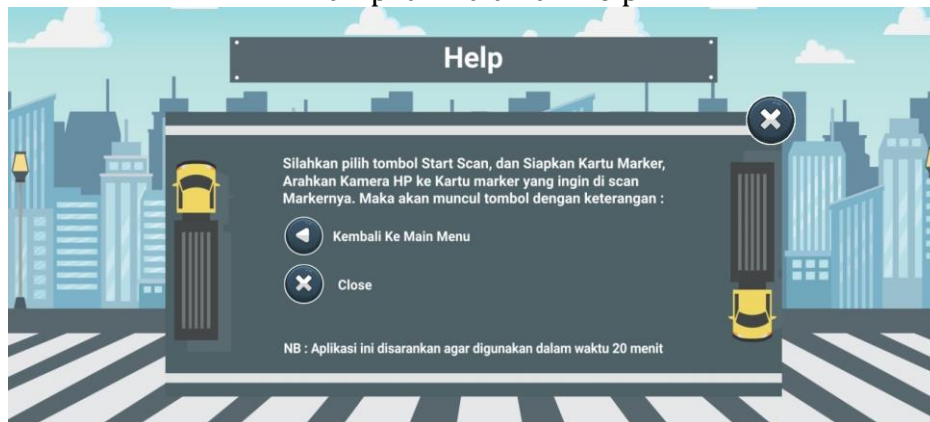 Help
Silahkan pilih tombol Start Scan, dan Siapkan Kartu Marker,
Arahkan Kamera HP ke Kartu marker yang ingin di scan
Markernya. Maka akan muncul tombol dengan keterangan :
Kembali Ke Main Menu
Close
NB : Aplikasi ini disarankan agar digunakan dalam waktu 20 menit